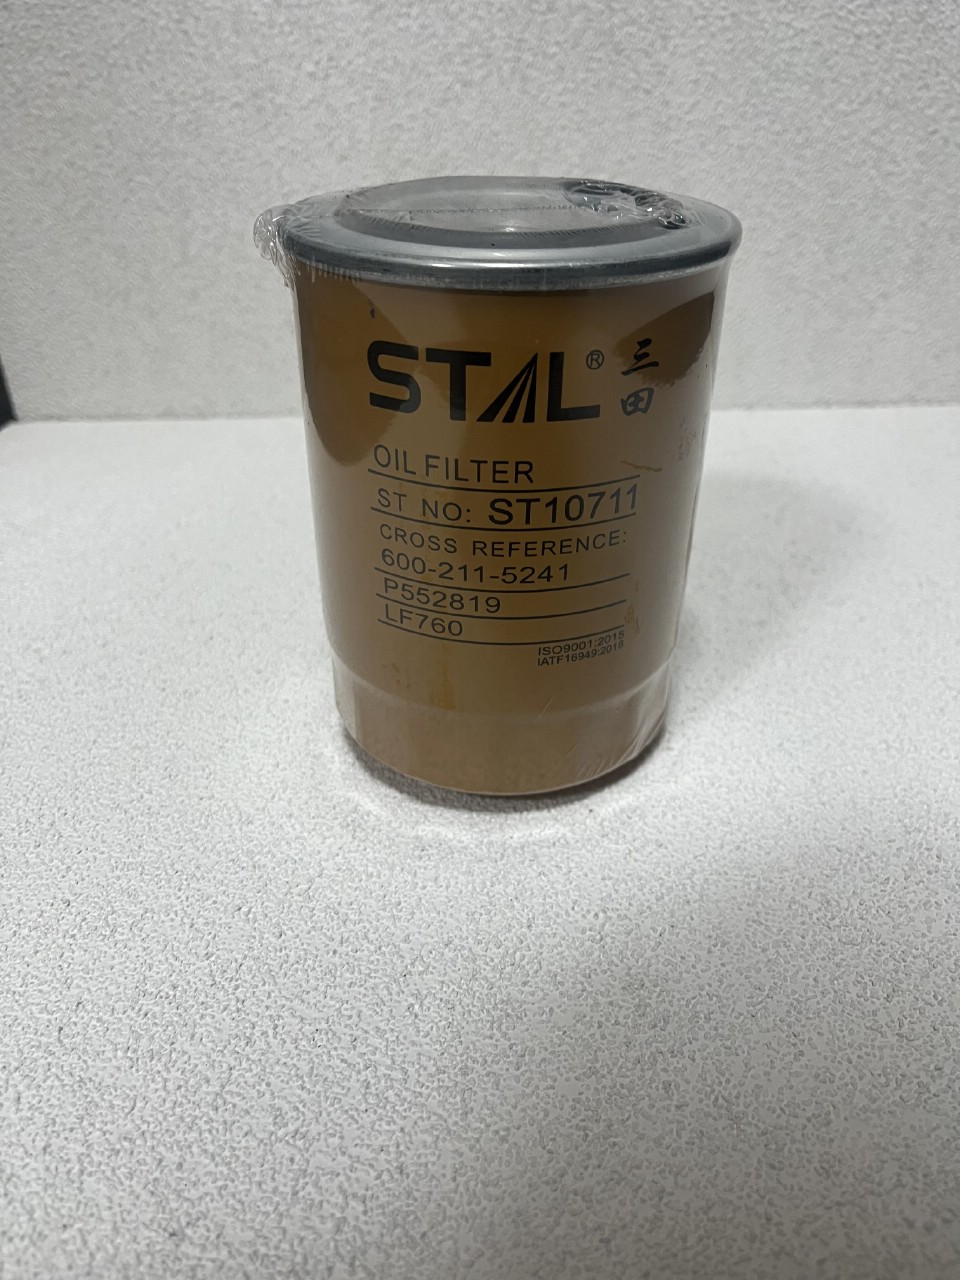 STAL® 三田
OIL FILTER
ST NO: ST10711
CROSS REFERENCE:
600-211-5241
P552819
LF760
ISO9001:2015
IATF16949:2016